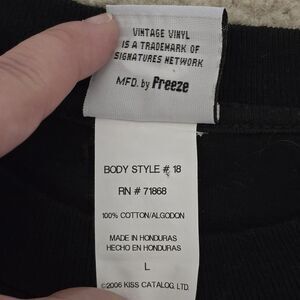 VINTAGE VINYL
IS A TRADEMARK OF
SIGNATURES NETWORK
MFD. by Freeze
BODY STYLE # 18
RN # 71868
100% COTTON/ALGODON
MADE IN HONDURAS
HECHO EN HONDURAS
L
©2006 KISS CATALOG, LTD.